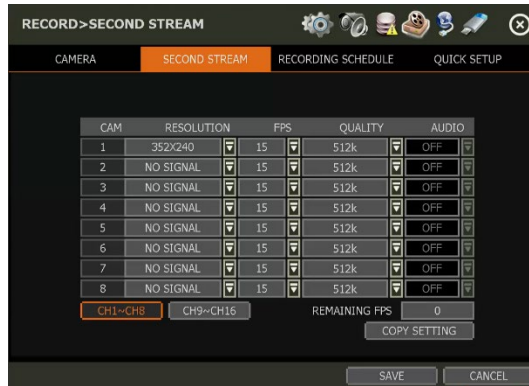 RECORD>SECOND STREAM
CAMERA SECOND STREAM RECORDING SCHEDULE QUICK SETUP
CAM RESOLUTION FPS QUALITY AUDIO
1 352X240 15 512k OFF
2 NO SIGNAL 15 512k OFF
3 NO SIGNAL 15 512k OFF
4 NO SIGNAL 15 512k OFF
5 NO SIGNAL 15 512k OFF
6 NO SIGNAL 15 512k OFF
7 NO SIGNAL 15 512k OFF
8 NO SIGNAL 15 512k OFF
CH1~CH8 CH9~CH16 REMAINING FPS 0
COPY SETTING
SAVE CANCEL